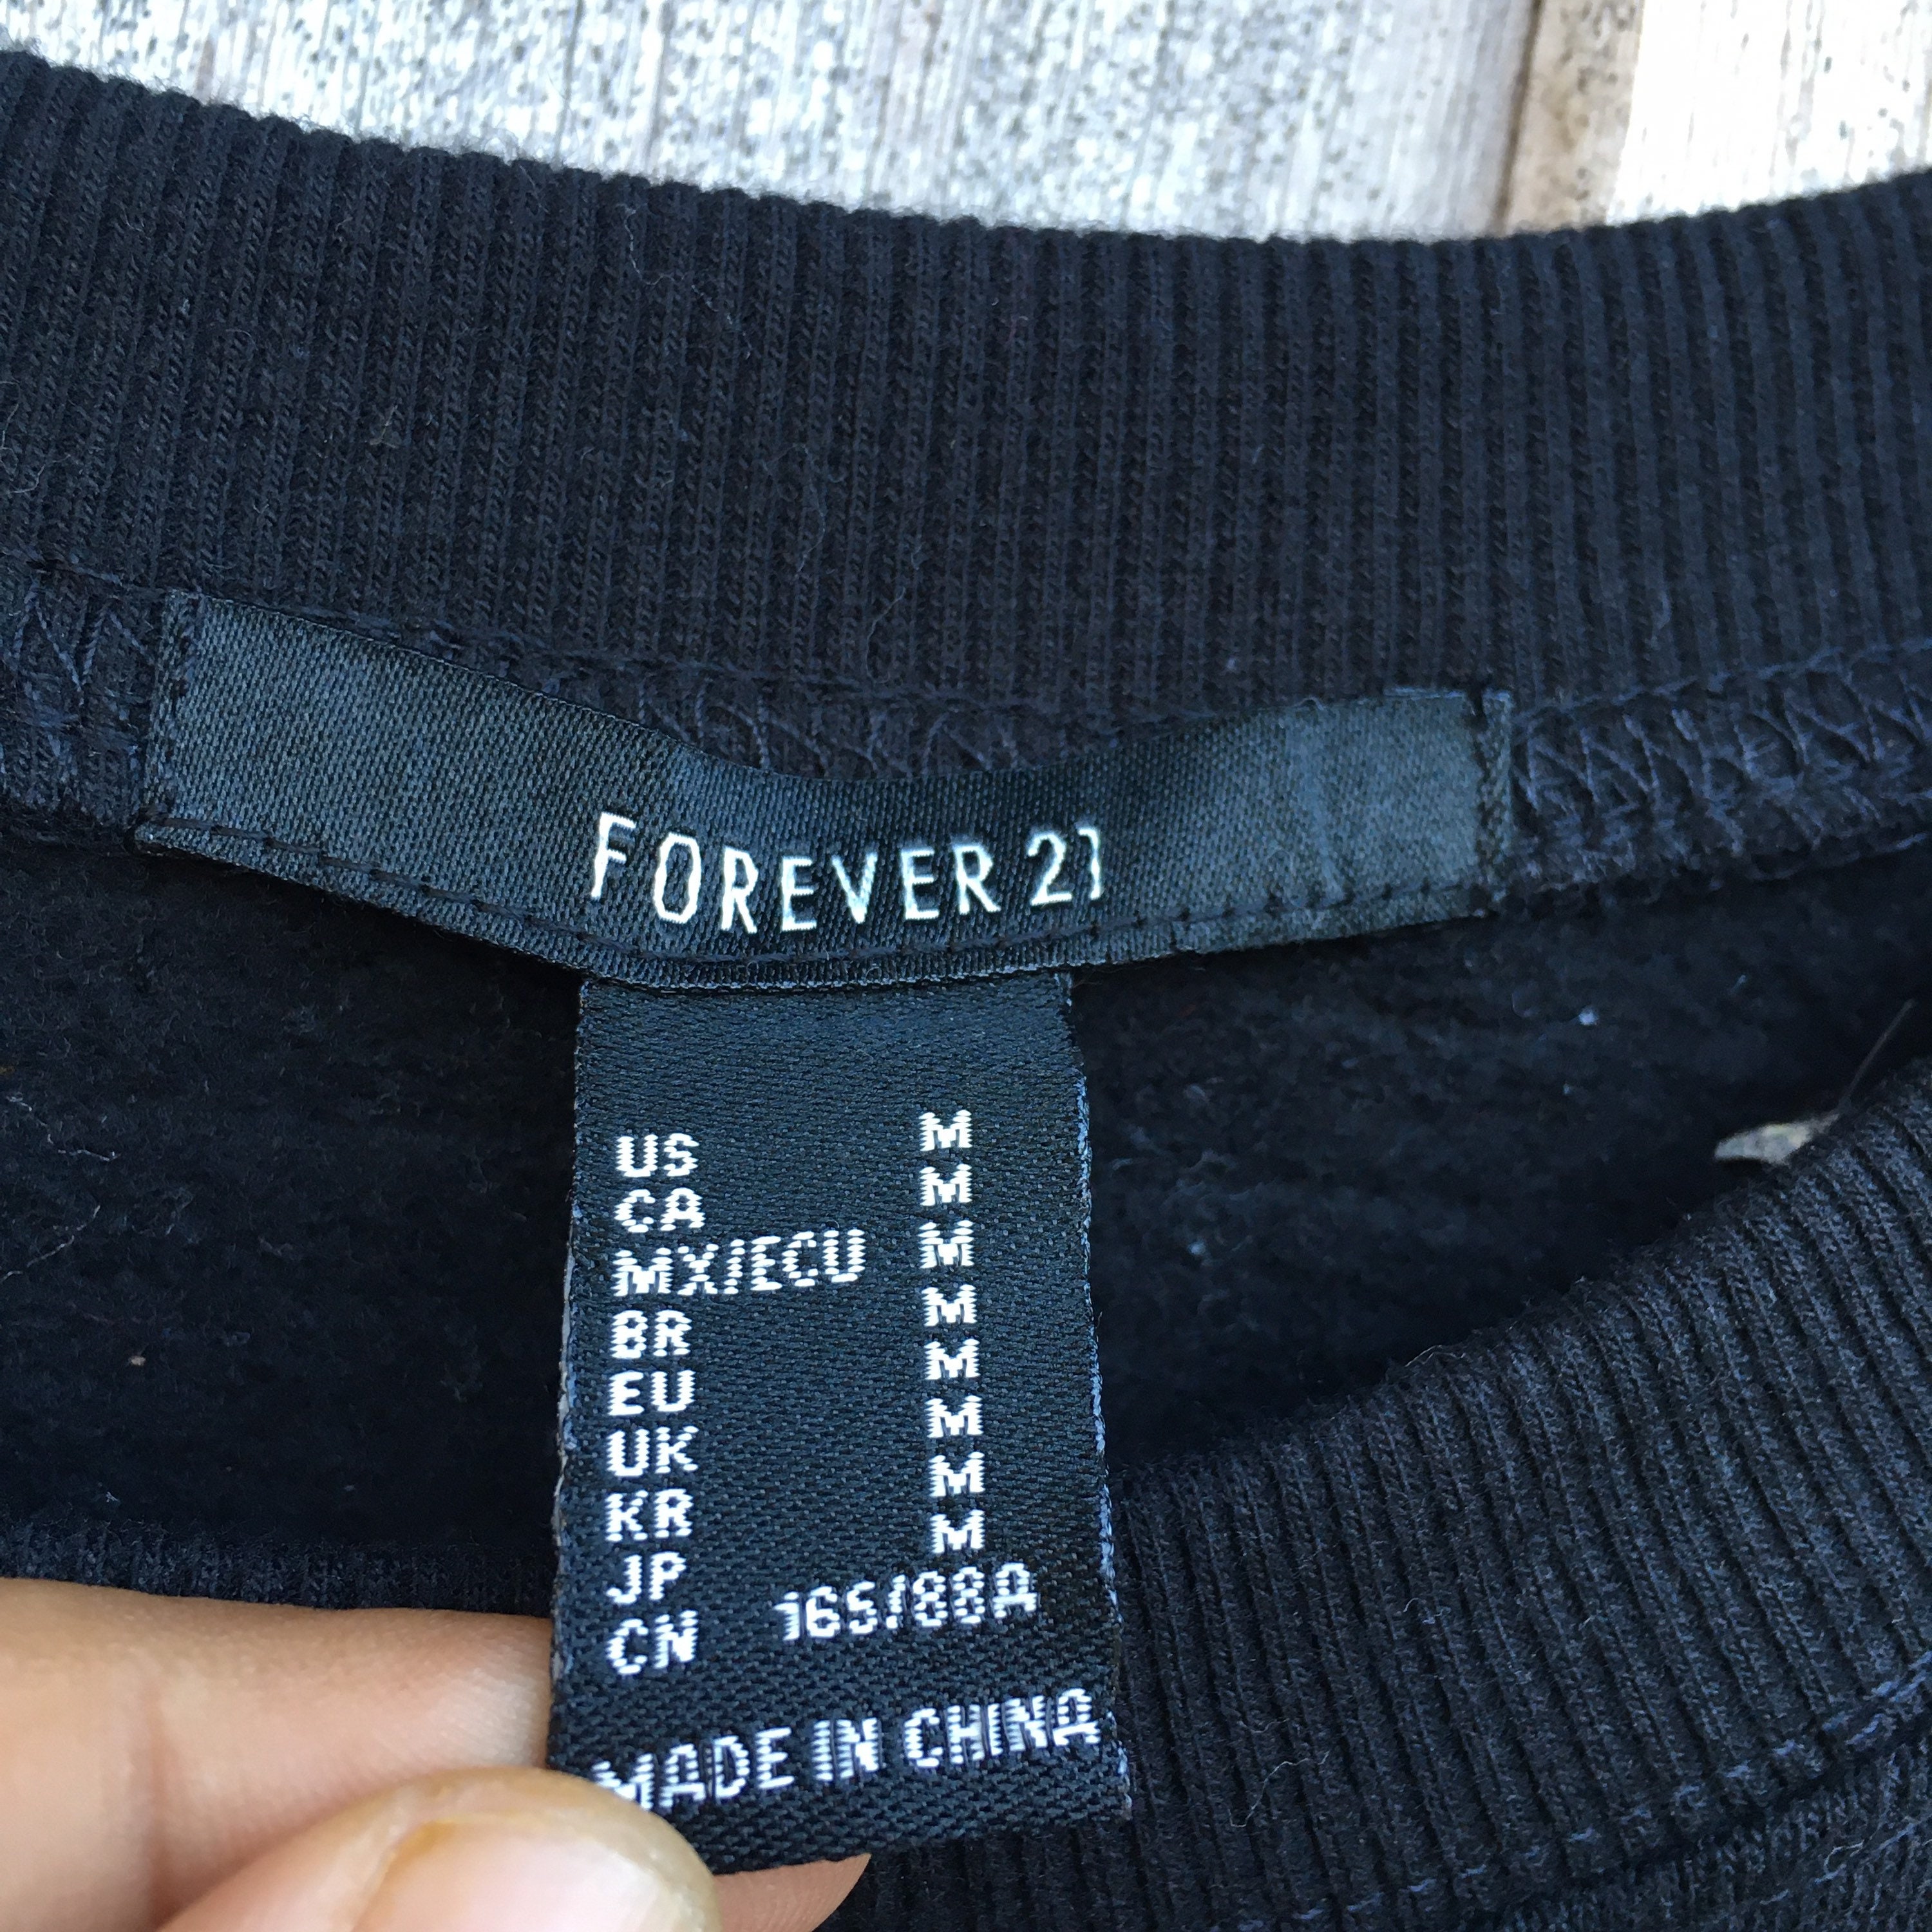 FOREVER 21
US M
CA M
MX/ECU M
BR M
EU M
UK M
KR M
JP M
CN 165/88A
MADE IN CHINA